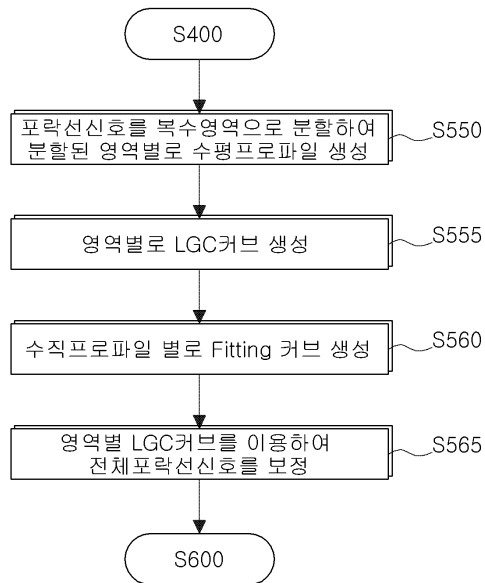 S400
포락선신호를 복수영역으로 분할하여
분할된 영역별로 수평프로파일 생성
S550
영역별로 LGC커브 생성
S555
수직프로파일 별로 Fitting 커브 생성
S560
영역별 LGC커브를 이용하여
전체포락선신호를 보정
S565
S600